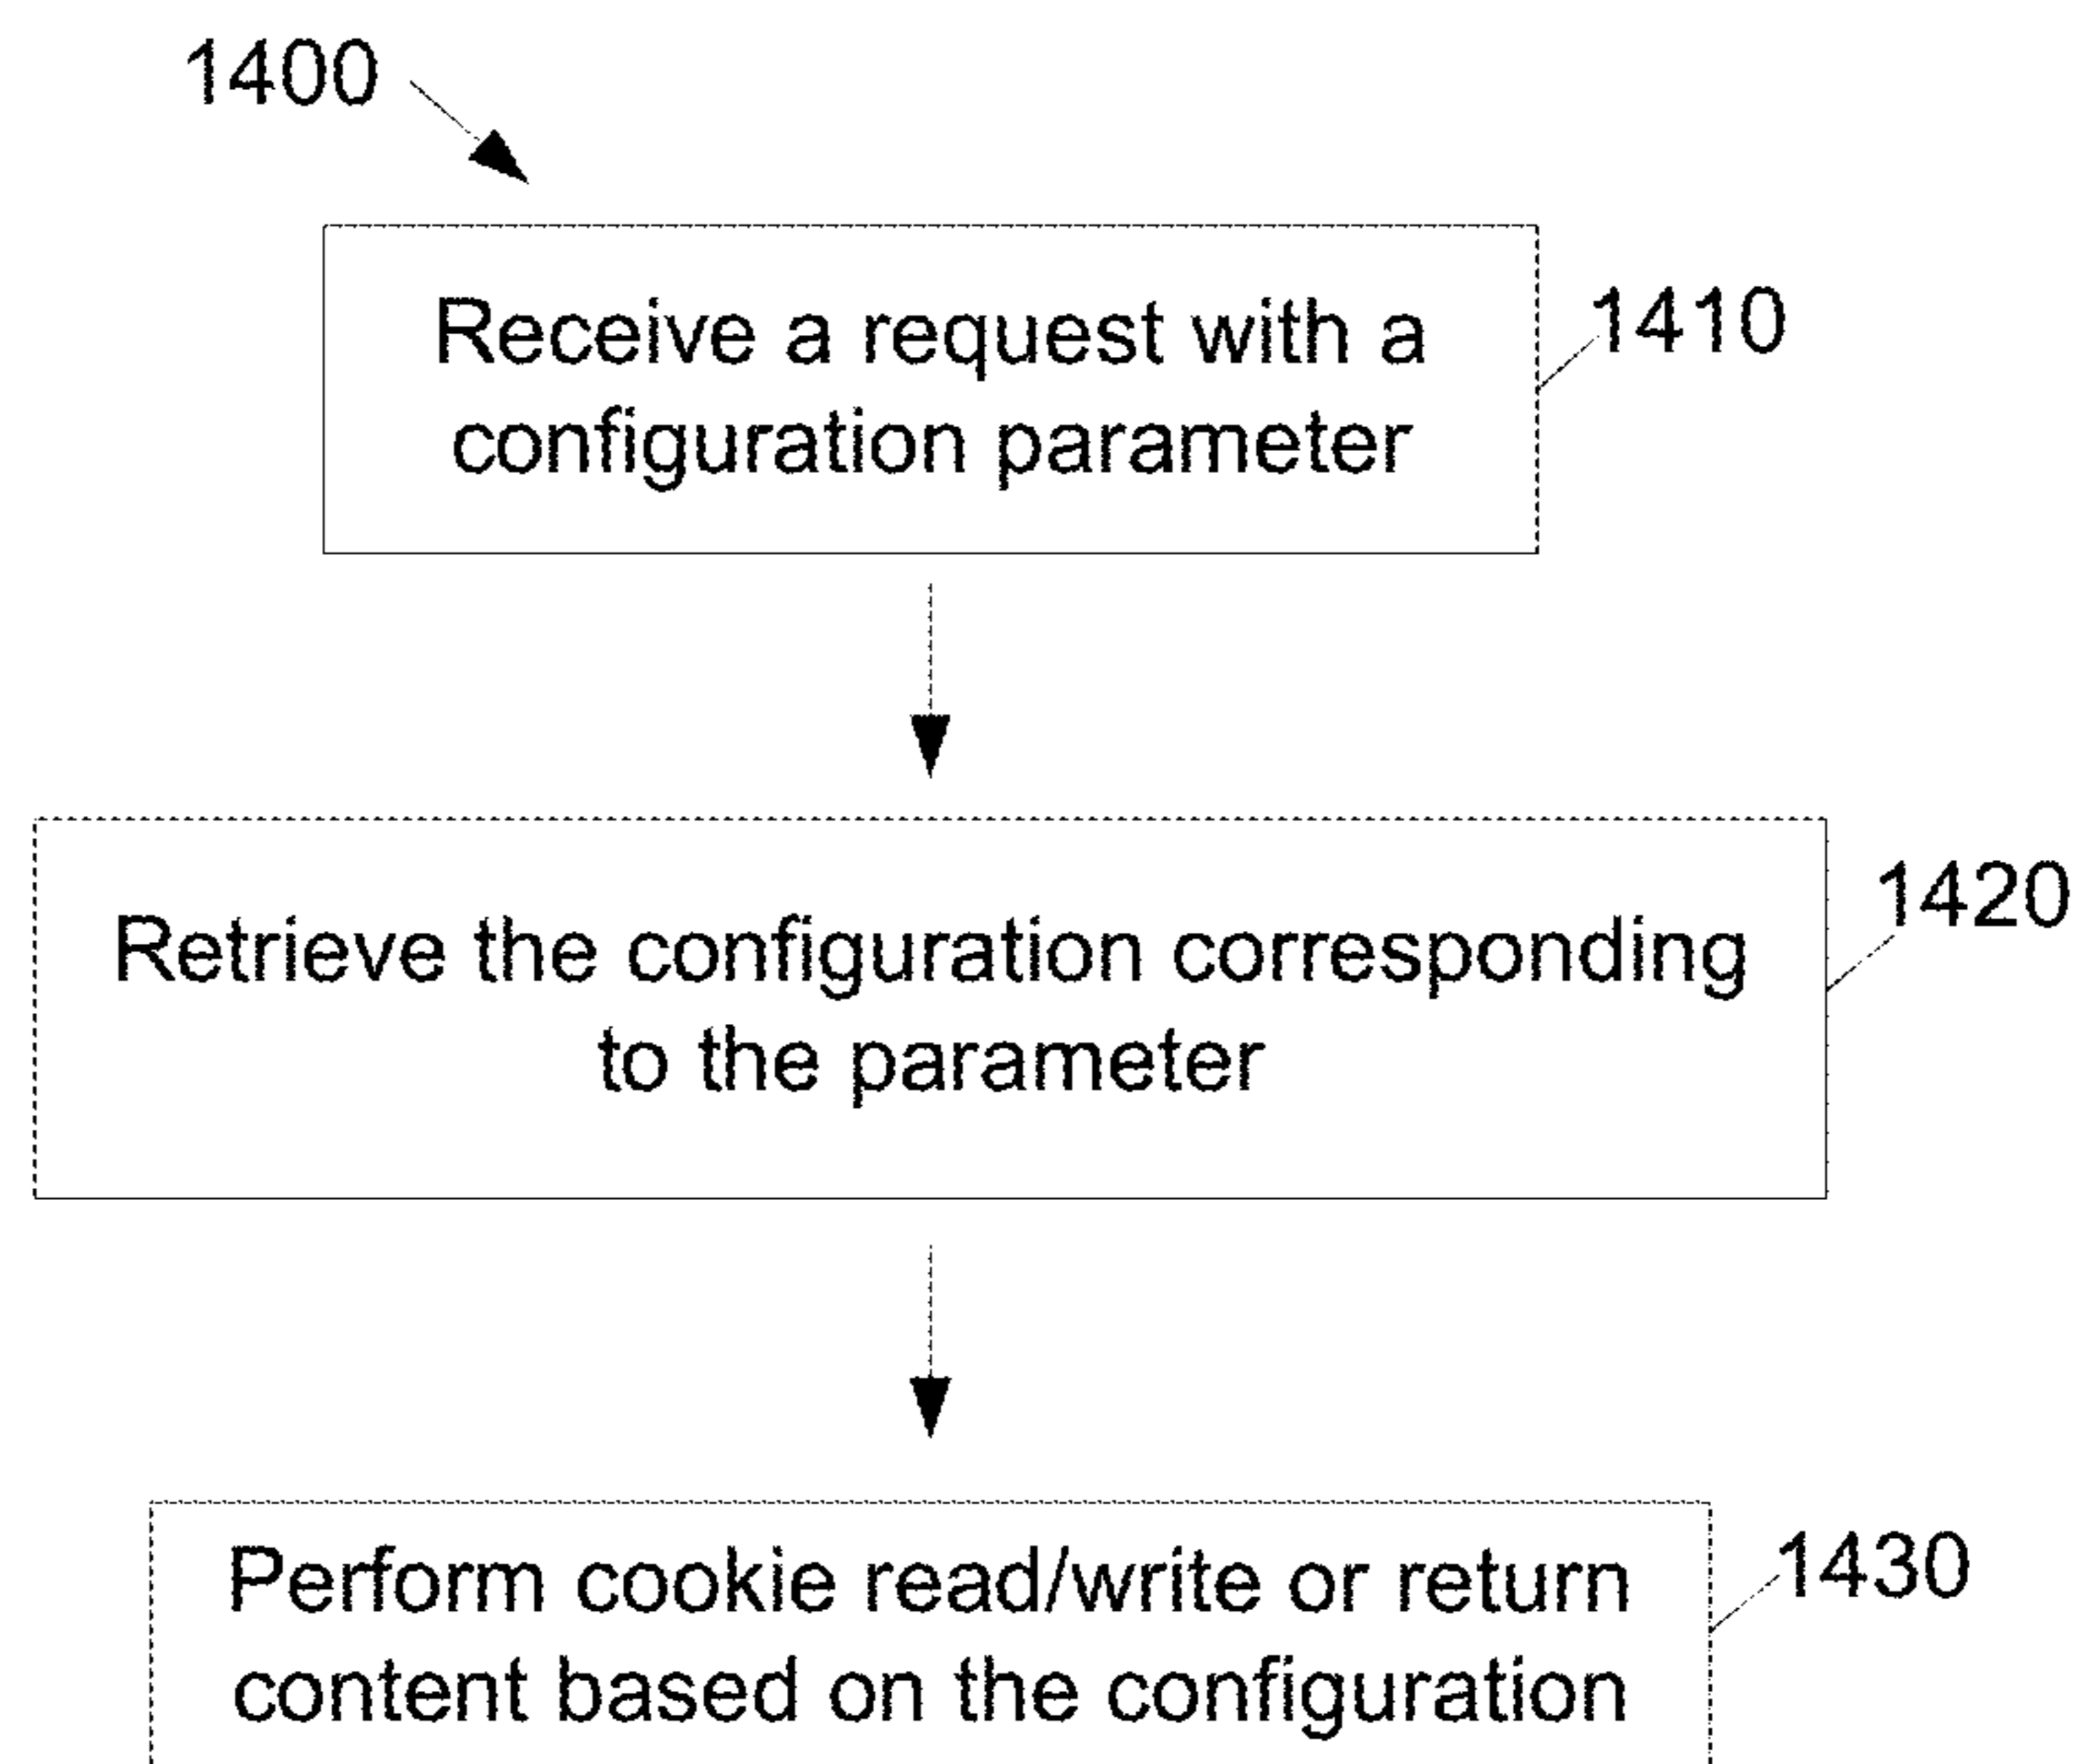 1400
Receive a request with a
configuration parameter
1410
Retrieve the configuration corresponding
to the parameter
1420
Perform cookie read/write or return
content based on the configuration
1430